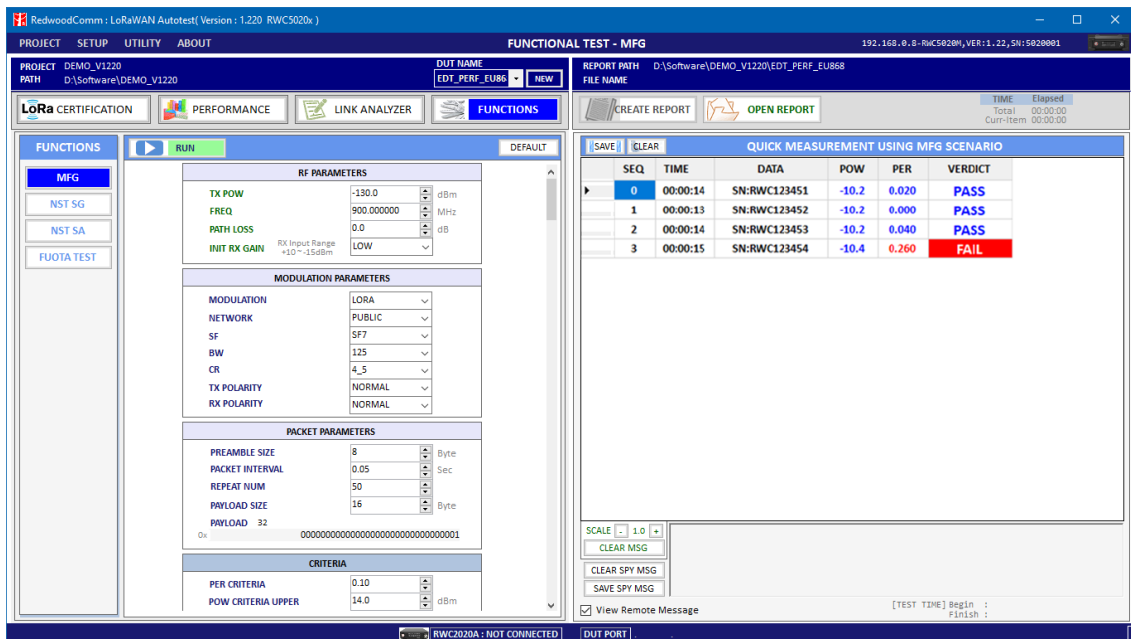 RedwoodComm : LoRaWAN Autotest( Version : 1.220 RWC5020x )
PROJECT SETUP UTILITY ABOUT FUNCTIONAL TEST - MFG 192.168.0.8-RWC5020M,VER:1.22,SN:5020001
PROJECT DEMO_V1220 DUT NAME REPORT PATH D:\Software\DEMO_V1220\EDT_PERF_EU868
PATH D:\Software\DEMO_V1220 EDT_PERF_EU86 NEW FILE NAME
LoRa CERTIFICATION PERFORMANCE LINK ANALYZER FUNCTIONS CREATE REPORT OPEN REPORT
TIME Elapsed
Total 00:00:00
Curr-Item 00:00:00
FUNCTIONS
MFG
NST SG
NST SA
FUOTA TEST
RUN DEFAULT
RF PARAMETERS
TX POW -130.0 dBm
FREQ 900.000000 MHz
PATH LOSS 0.0 dB
INIT RX GAIN RX Input Range +10 ~ -15dBm LOW
MODULATION PARAMETERS
MODULATION LORA
NETWORK PUBLIC
SF SF7
BW 125
CR 4_5
TX POLARITY NORMAL
RX POLARITY NORMAL
PACKET PARAMETERS
PREAMBLE SIZE 8 Byte
PACKET INTERVAL 0.05 Sec
REPEAT NUM 50
PAYLOAD SIZE 16 Byte
PAYLOAD 32
0x 00000000000000000000000000000001
CRITERIA
PER CRITERIA 0.10
POW CRITERIA UPPER 14.0 dBm
SAVE CLEAR QUICK MEASUREMENT USING MFG SCENARIO
SEQ TIME DATA POW PER VERDICT
0 00:00:14 SN:RWC123451 -10.2 0.020 PASS
1 00:00:13 SN:RWC123452 -10.2 0.000 PASS
2 00:00:14 SN:RWC123453 -10.2 0.040 PASS
3 00:00:15 SN:RWC123454 -10.4 0.260 FAIL
SCALE - 1.0 +
CLEAR MSG
CLEAR SPY MSG
SAVE SPY MSG
View Remote Message
[TEST TIME] Begin :
Finish :
RWC2020A : NOT CONNECTED DUT PORT